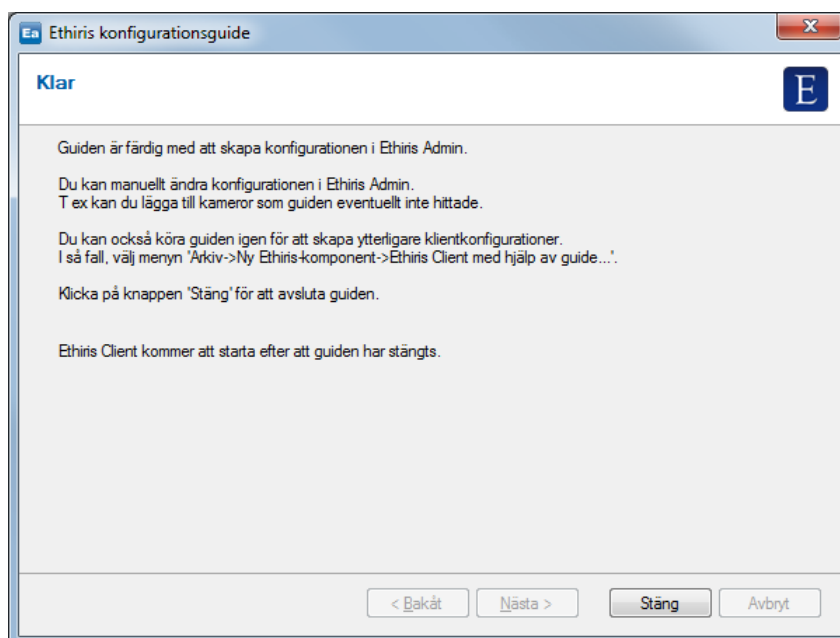 Ea Ethiris konfigurationsguide
Klar
E
Guiden är färdig med att skapa konfigurationen i Ethiris Admin.
Du kan manuellt ändra konfigurationen i Ethiris Admin.
T ex kan du lägga till kameror som guiden eventuellt inte hittade.
Du kan också köra guiden igen för att skapa ytterligare klientkonfigurationer.
I så fall, välj menyn 'Arkiv->Ny Ethiris-komponent->Ethiris Client med hjälp av guide...'.
Klicka på knappen 'Stäng' för att avsluta guiden.
Ethiris Client kommer att starta efter att guiden har stängts.
< Bakåt Nästa > Stäng Avbryt